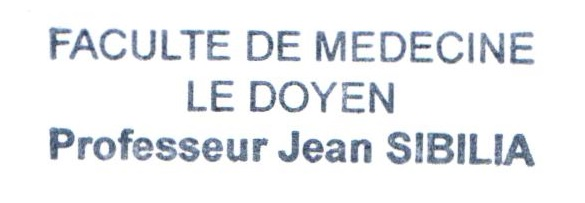 FACULTE DE MEDECINE
LE DOYEN
Professeur Jean SIBILIA